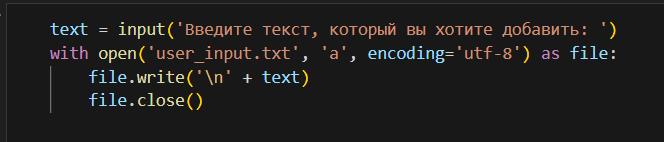 text = input('Введите текст, который вы хотите добавить: ')
with open('user_input.txt', 'a', encoding='utf-8') as file:
    file.write('\n' + text)
    file.close()